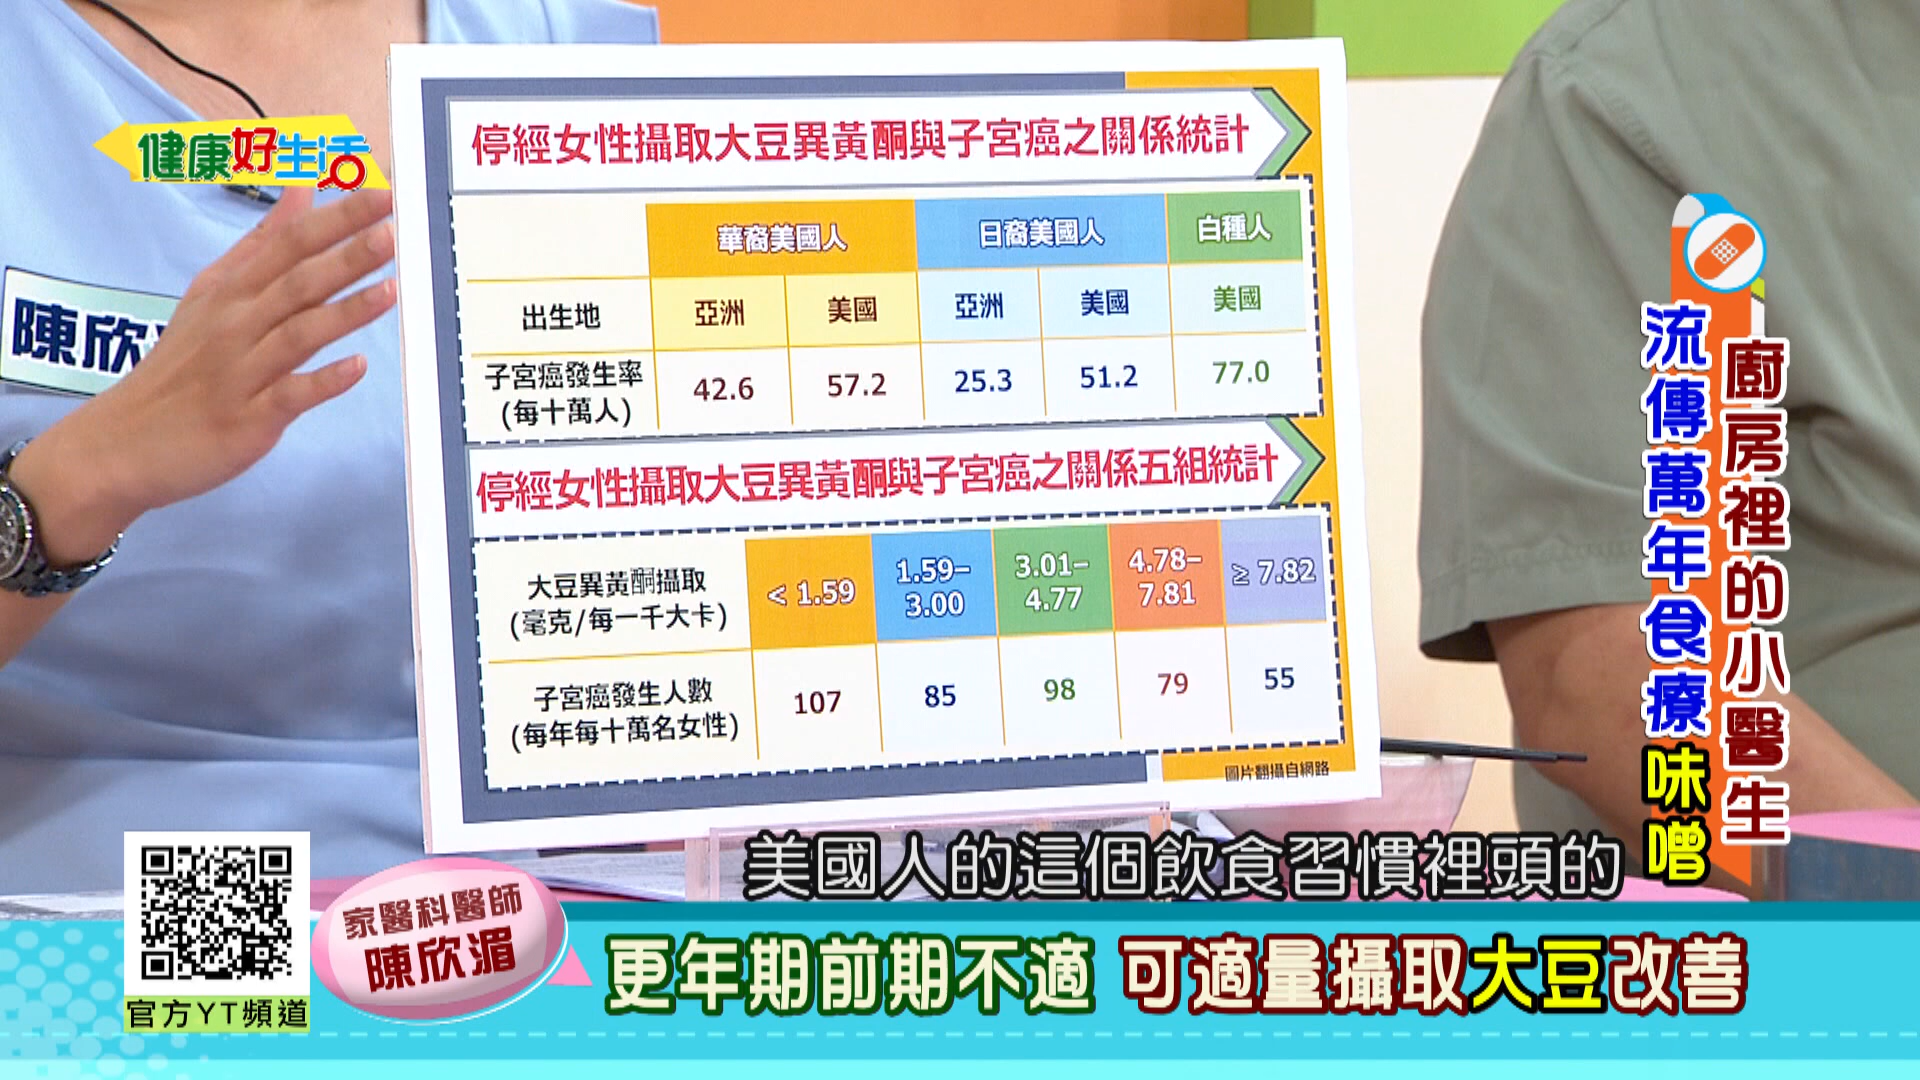 健康好生活
陳欣
停經女性攝取大豆異黃酮與子宮癌之關係統計
華裔美國人 日裔美國人 白種人
出生地 亞洲 美國 亞洲 美國 美國
子宮癌發生率
(每十萬人)
42.6 57.2 25.3 51.2 77.0
停經女性攝取大豆異黃酮與子宮癌之關係五組統計
大豆異黃酮攝取
(毫克/每一千大卡)
< 1.59
1.59–
3.00
3.01–
4.77
4.78–
7.81
≥ 7.82
子宮癌發生人數
(每年每十萬名女性)
107 85 98 79 55
圖片翻攝自網路
廚房裡的小醫生
流傳萬年食療味噌
美國人的這個飲食習慣裡頭的
家醫科醫師
陳欣湄
更年期前期不適 可適量攝取大豆改善
官方YT頻道